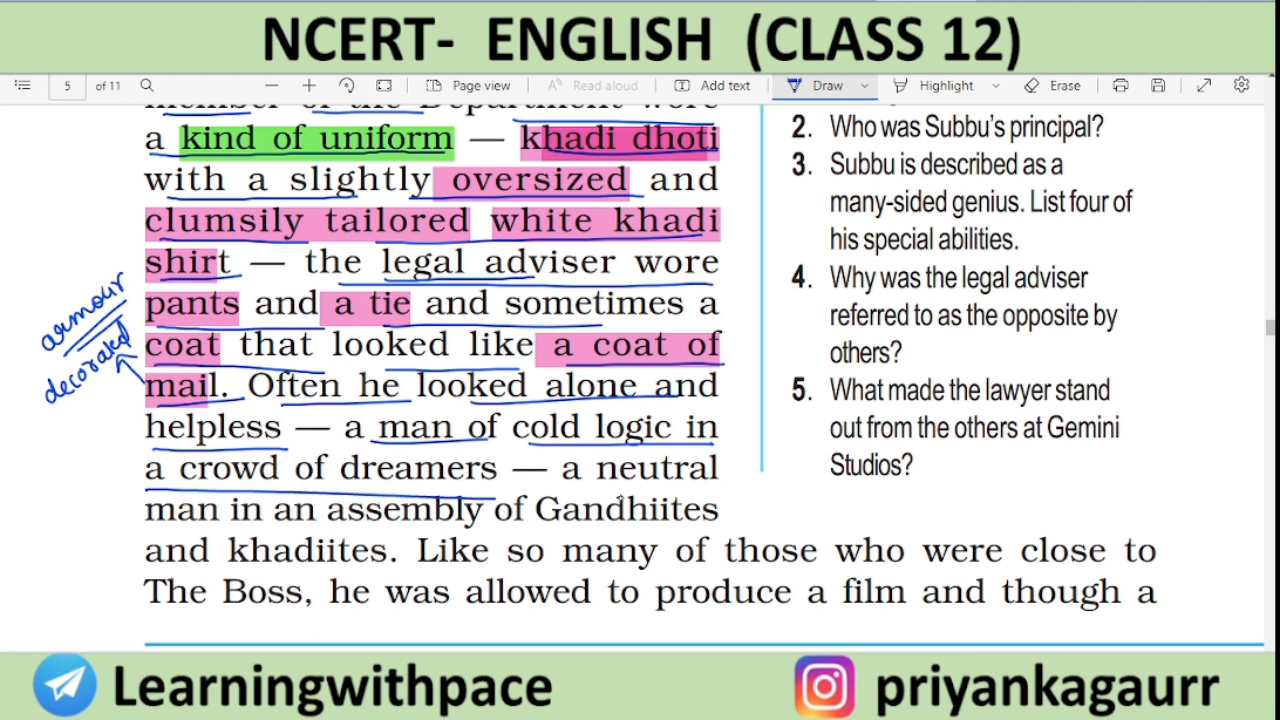 NCERT- ENGLISH (CLASS 12)
5 of 11
Page view
Read aloud
Add text
Draw
Highlight
Erase
member of the Department wore
a kind of uniform — khadi dhoti
with a slightly oversized and
clumsily tailored white khadi
shirt — the legal adviser wore
pants and a tie and sometimes a
coat that looked like a coat of
mail. Often he looked alone and
helpless — a man of cold logic in
a crowd of dreamers — a neutral
man in an assembly of Gandhiites
and khadiites. Like so many of those who were close to
The Boss, he was allowed to produce a film and though a
armour
decorated
2. Who was Subbu's principal?
3. Subbu is described as a
many-sided genius. List four of
his special abilities.
4. Why was the legal adviser
referred to as the opposite by
others?
5. What made the lawyer stand
out from the others at Gemini
Studios?
Learningwithpace
priyankagaurr